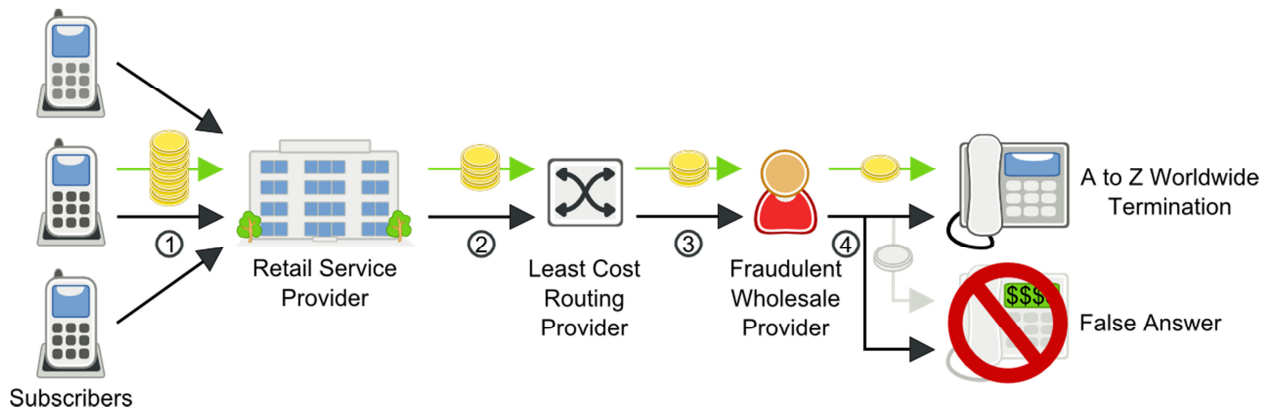 ①
②
③
④
Subscribers
Retail Service
Provider
Least Cost
Routing
Provider
Fraudulent
Wholesale
Provider
A to Z Worldwide
Termination
$$$
False Answer